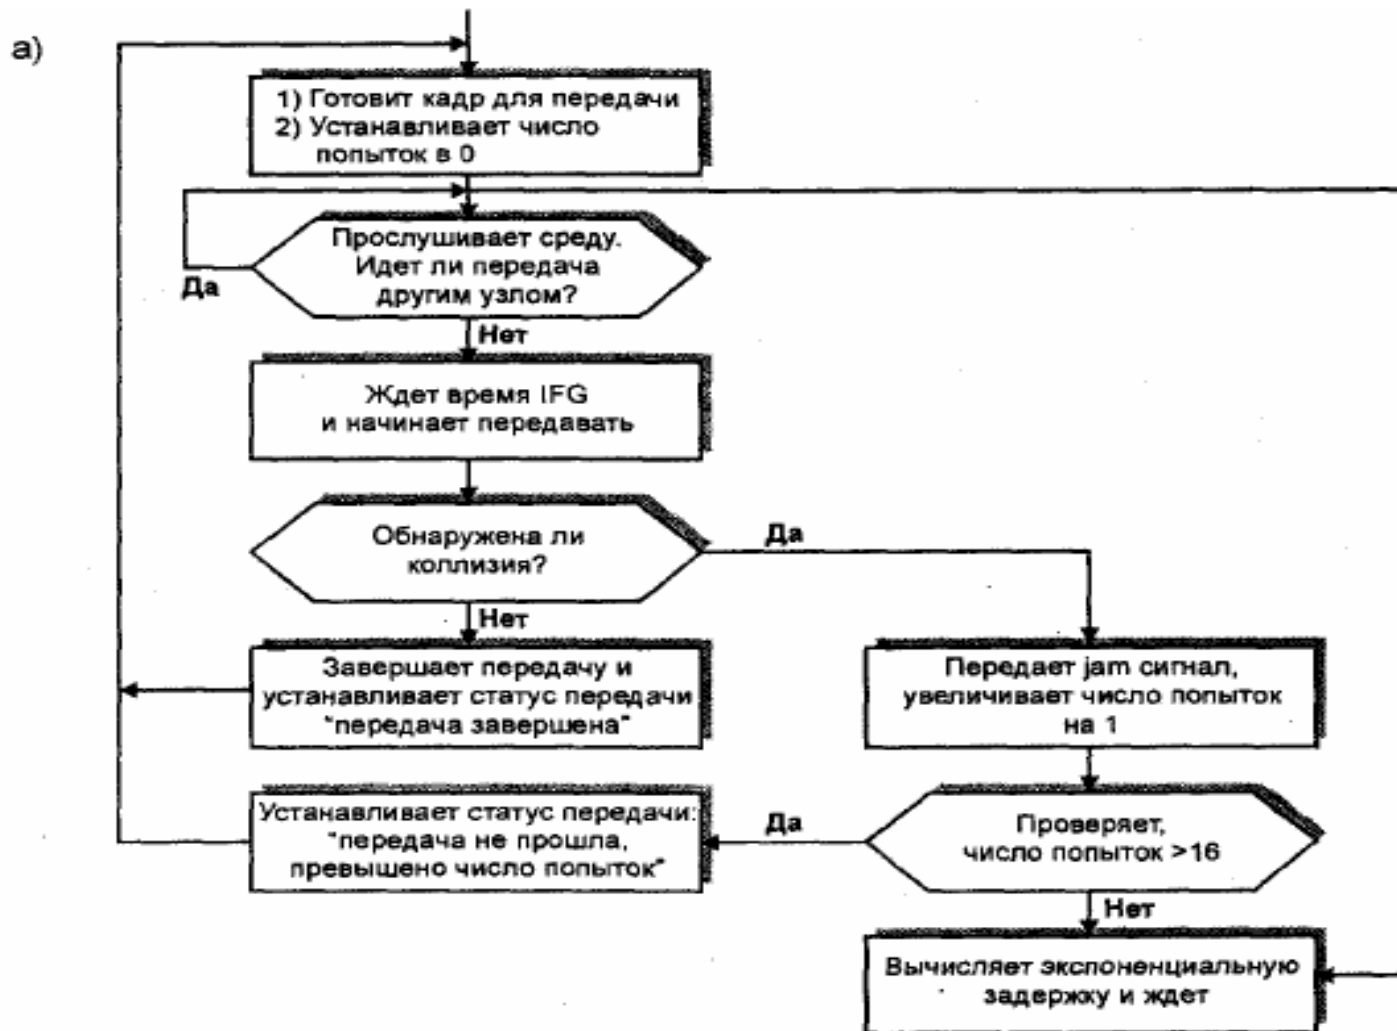 а)
1) Готовит кадр для передачи
2) Устанавливает число
попыток в 0
Прослушивает среду.
Идет ли передача
другим узлом?
Да
Нет
Ждет время IFG
и начинает передавать
Обнаружена ли
коллизия?
Да
Нет
Завершает передачу и
устанавливает статус передачи
"передача завершена"
Передает jam сигнал,
увеличивает число попыток
на 1
Устанавливает статус передачи:
"передача не прошла,
превышено число попыток"
Да
Проверяет,
число попыток >16
Нет
Вычисляет экспоненциальную
задержку и ждет